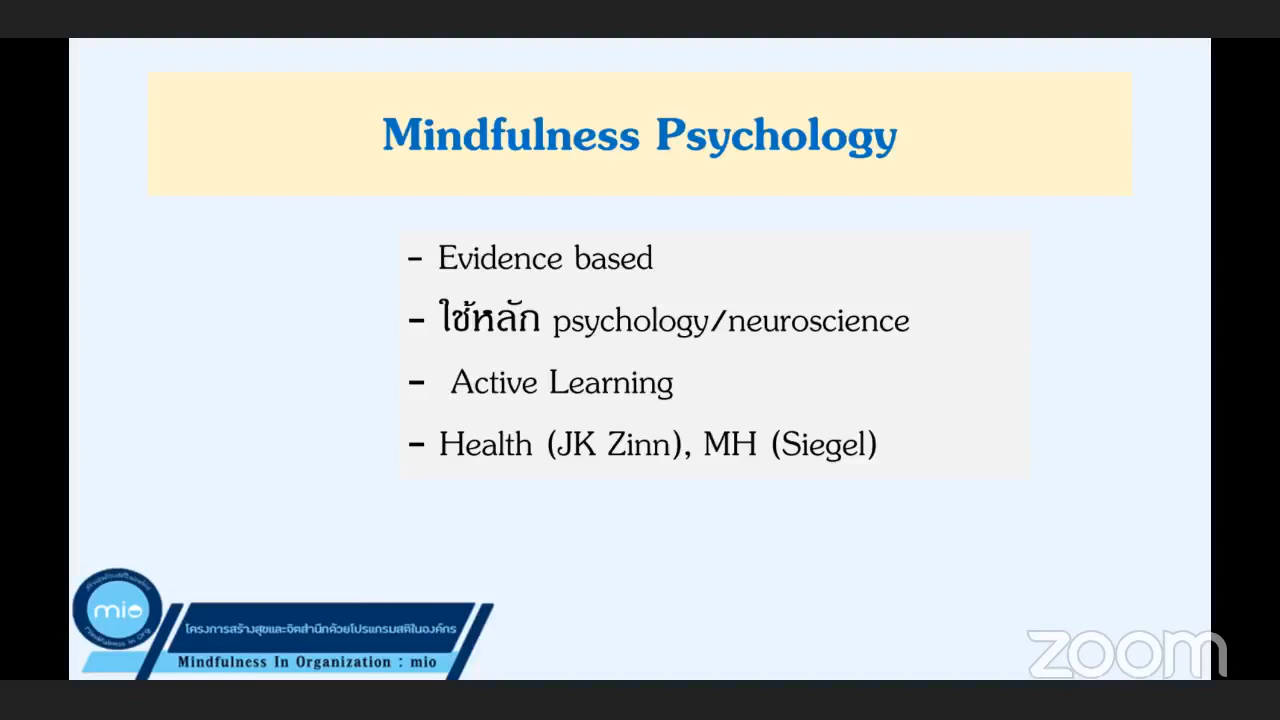 Mindfulness Psychology
- Evidence based
- ใช้หลัก psychology/neuroscience
- Active Learning
- Health (JK Zinn), MH (Siegel)
mio
Mindfulness In Org
โครงการสร้างสุขและจิตสำนึกด้วยโปรแกรมสติในองค์กร
Mindfulness In Organization : mio
zoom